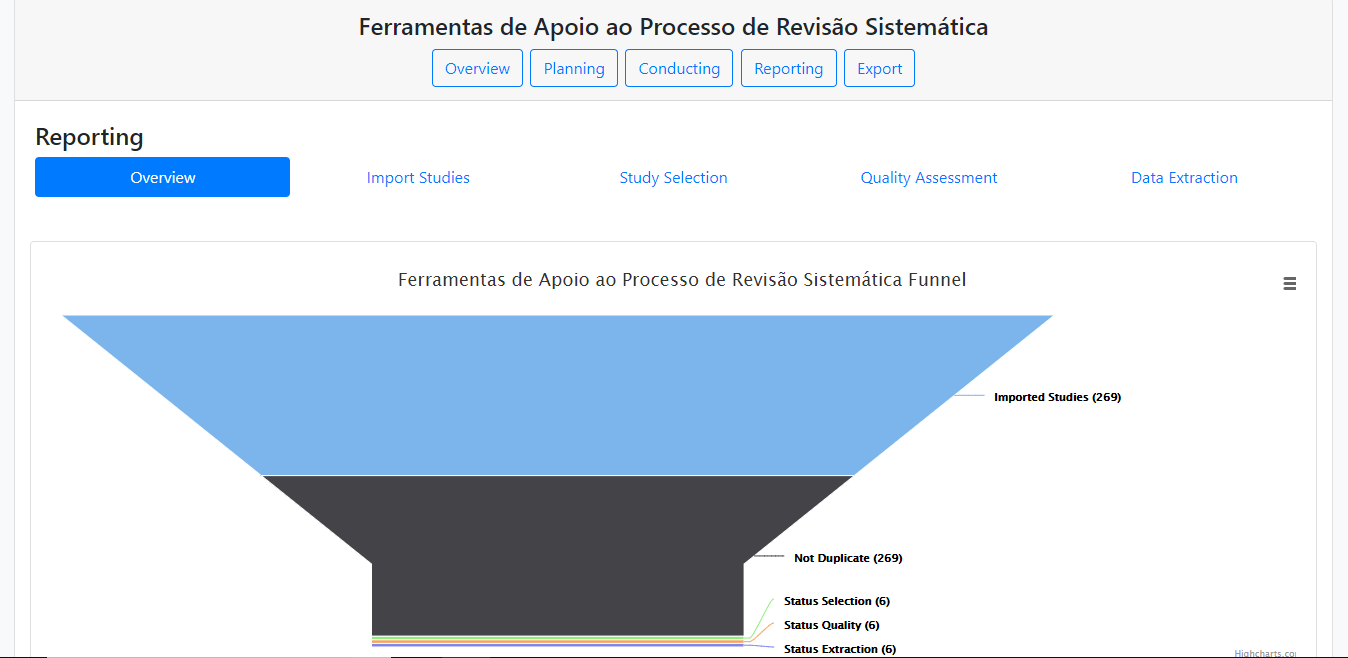 Ferramentas de Apoio ao Processo de Revisão Sistemática
Overview Planning Conducting Reporting Export
Reporting
Overview Import Studies Study Selection Quality Assessment Data Extraction
Ferramentas de Apoio ao Processo de Revisão Sistemática Funnel
Imported Studies (269)
Not Duplicate (269)
Status Selection (6)
Status Quality (6)
Status Extraction (6)
Highcharts.co